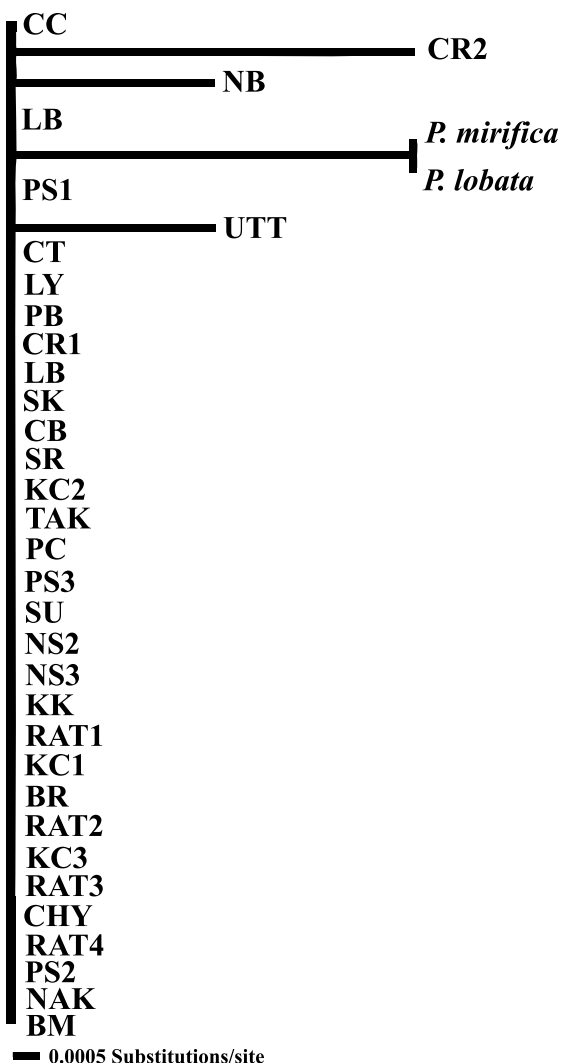 CC
CR2
NB
LB
P. mirifica
P. lobata
PS1
UTT
CT
LY
PB
CR1
LB
SK
CB
SR
KC2
TAK
PC
PS3
SU
NS2
NS3
KK
RAT1
KC1
BR
RAT2
KC3
RAT3
CHY
RAT4
PS2
NAK
BM
0.0005 Substitutions/site